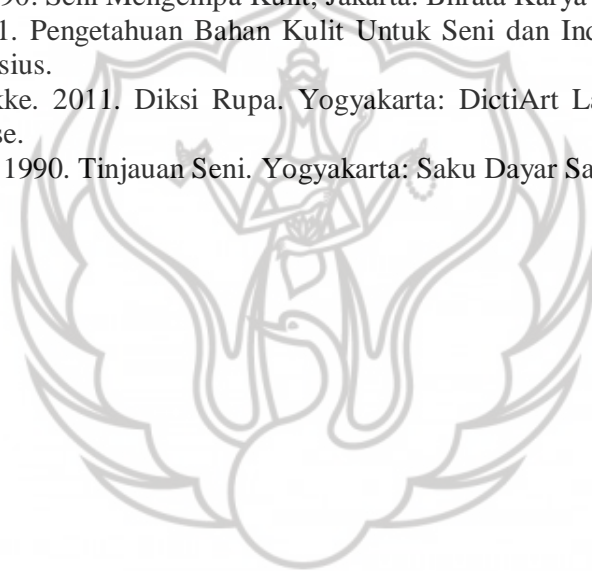 90. Seni Mengempa Kulit, Jakarta: Bhrata Karya
1. Pengetahuan Bahan Kulit Untuk Seni dan Ind
sius.
kke. 2011. Diksi Rupa. Yogyakarta: DictiArt La
se.
1990. Tinjauan Seni. Yogyakarta: Saku Dayar Sa